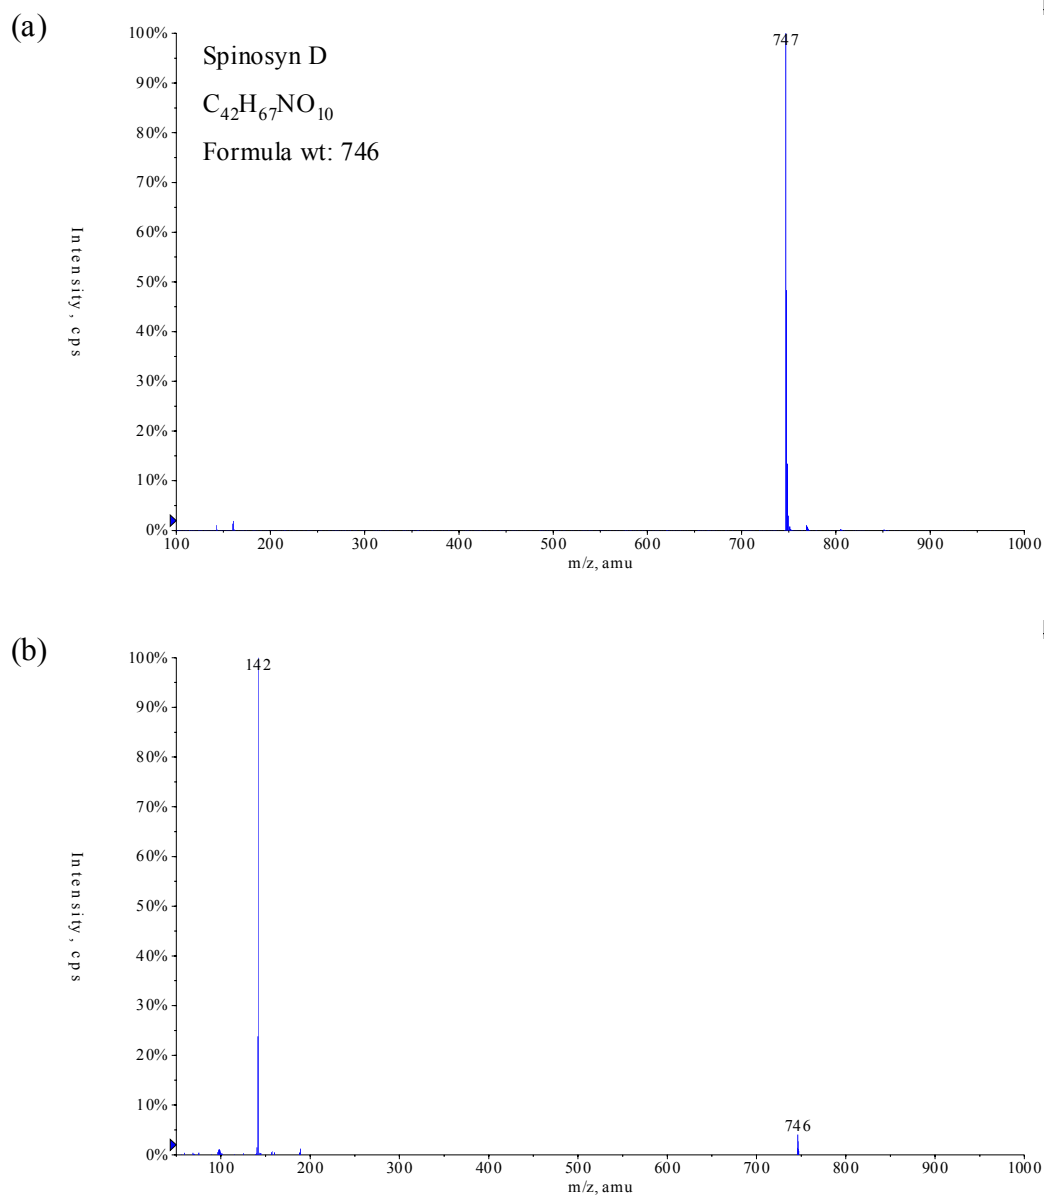 (a)
100%
90%
80%
70%
60%
50%
40%
30%
20%
10%
0%
Intensity, cps
747
Spinosyn D
C₄₂H₆₇NO₁₀
Formula wt: 746
100 200 300 400 500 600 700 800 900 1000
m/z, amu
(b)
100%
90%
80%
70%
60%
50%
40%
30%
20%
10%
0%
Intensity, cps
142
746
100 200 300 400 500 600 700 800 900 1000
m/z, amu